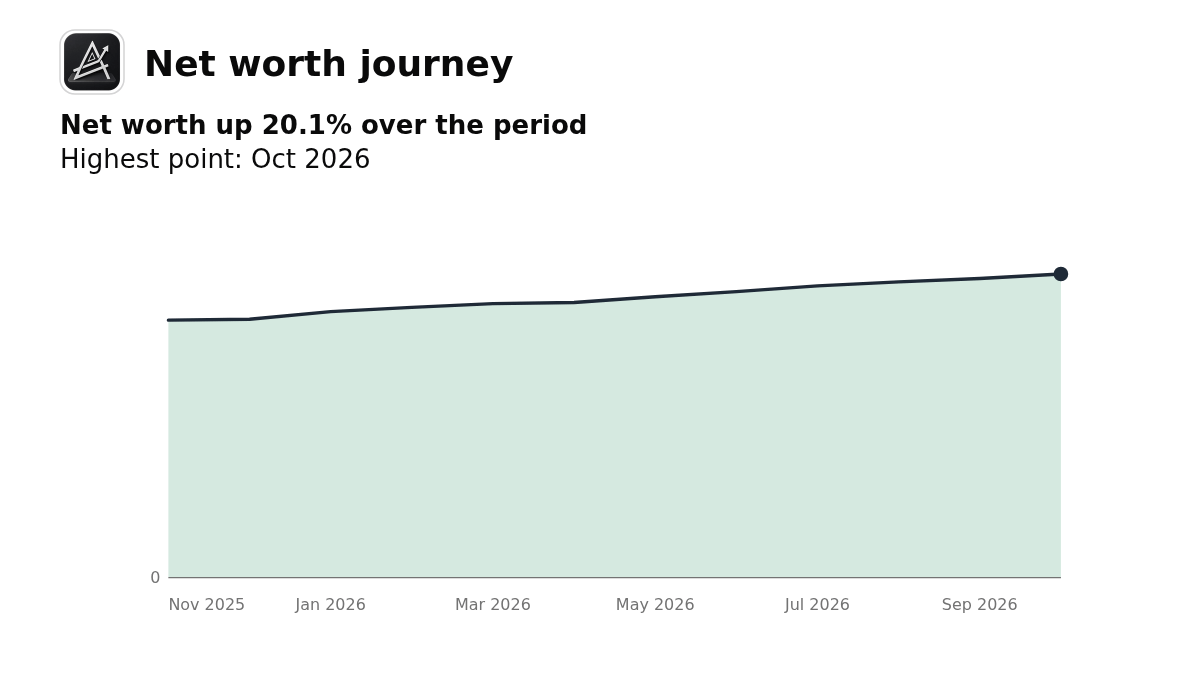 Net worth journey
Net worth up 20.1% over the period
Highest point: Oct 2026
0
Nov 2025 Jan 2026 Mar 2026 May 2026 Jul 2026 Sep 2026